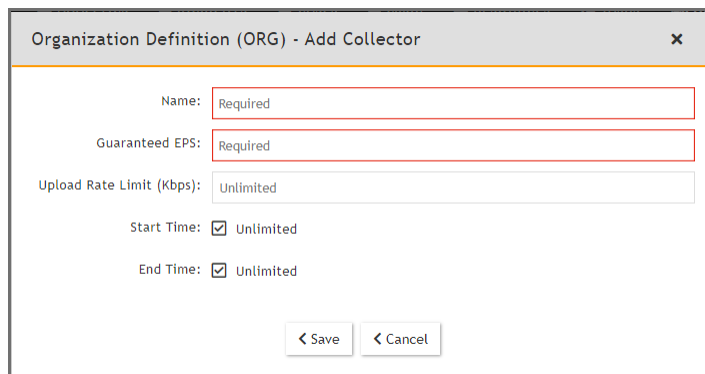 Organization Definition (ORG) - Add Collector
Name: Required
Guaranteed EPS: Required
Upload Rate Limit (Kbps): Unlimited
Start Time: Unlimited
End Time: Unlimited
Save Cancel